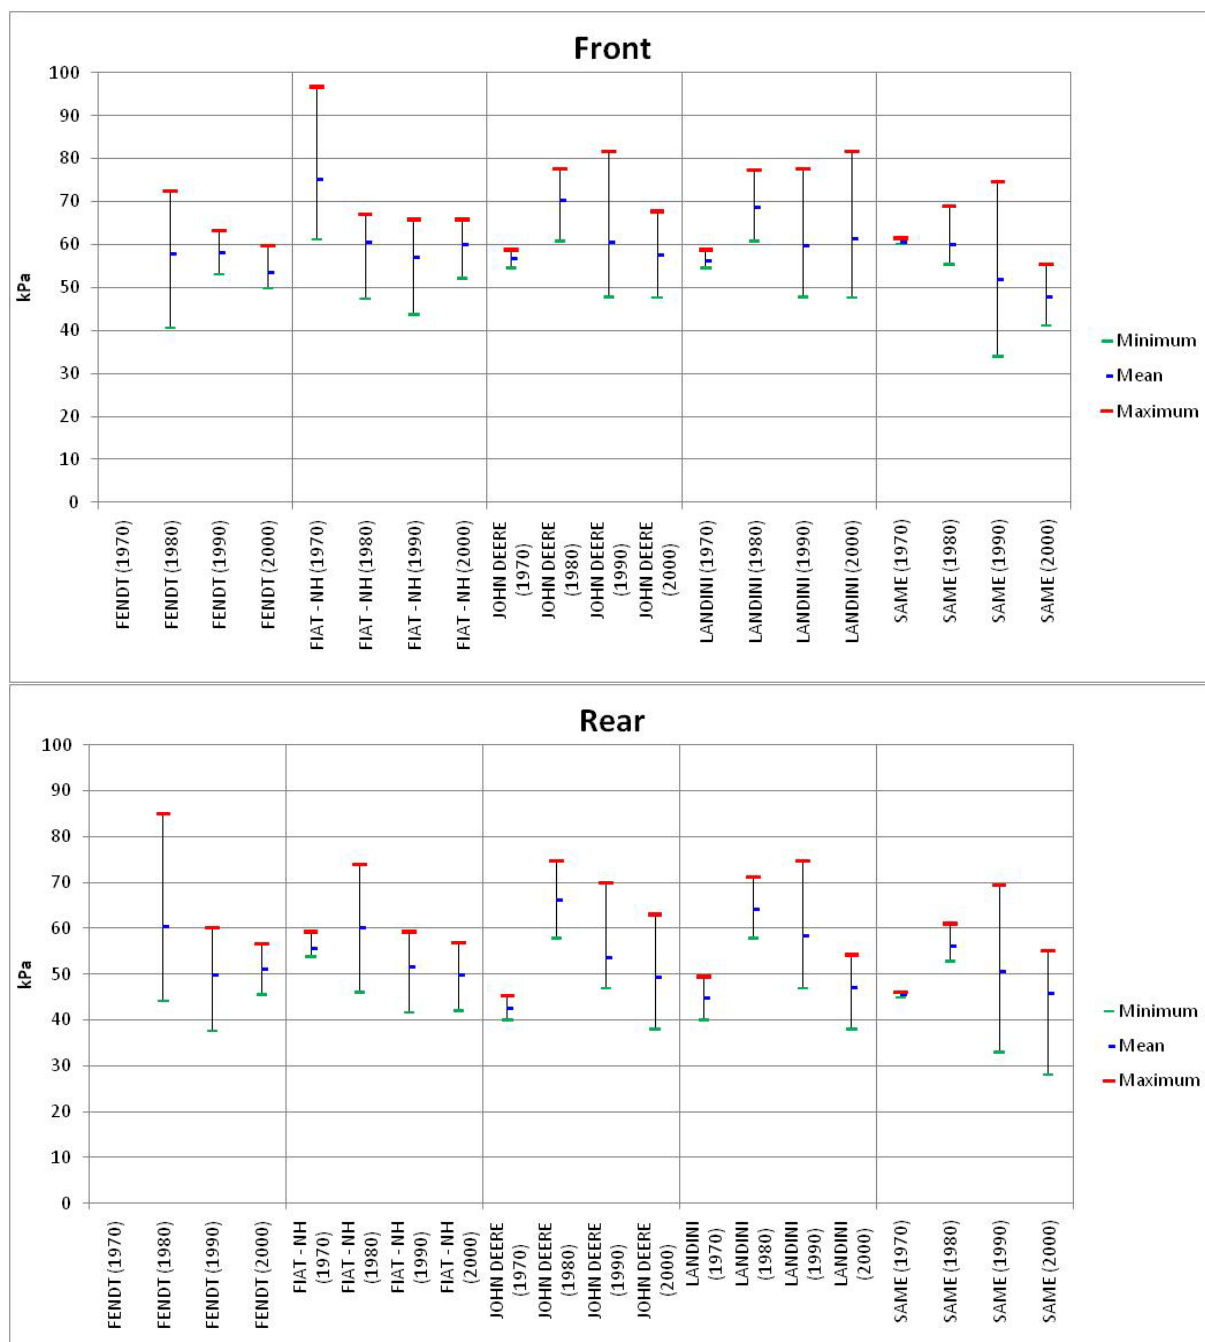 Front
100
90
80
70
60
50
40
30
20
10
0
kPa
FENDT (1970)
FENDT (1980)
FENDT (1990)
FENDT (2000)
FIAT - NH (1970)
FIAT - NH (1980)
FIAT - NH (1990)
FIAT - NH (2000)
JOHN DEERE
(1970)
JOHN DEERE
(1980)
JOHN DEERE
(1990)
JOHN DEERE
(2000)
LANDINI (1970)
LANDINI (1980)
LANDINI (1990)
LANDINI (2000)
SAME (1970)
SAME (1980)
SAME (1990)
SAME (2000)
Minimum
Mean
Maximum
Rear
100
90
80
70
60
50
40
30
20
10
0
kPa
FENDT (1970)
FENDT (1980)
FENDT (1990)
FENDT (2000)
FIAT - NH
(1970)
FIAT - NH
(1980)
FIAT - NH
(1990)
FIAT - NH
(2000)
JOHN DEERE
(1970)
JOHN DEERE
(1980)
JOHN DEERE
(1990)
JOHN DEERE
(2000)
LANDINI
(1970)
LANDINI
(1980)
LANDINI
(1990)
LANDINI
(2000)
SAME (1970)
SAME (1980)
SAME (1990)
SAME (2000)
Minimum
Mean
Maximum